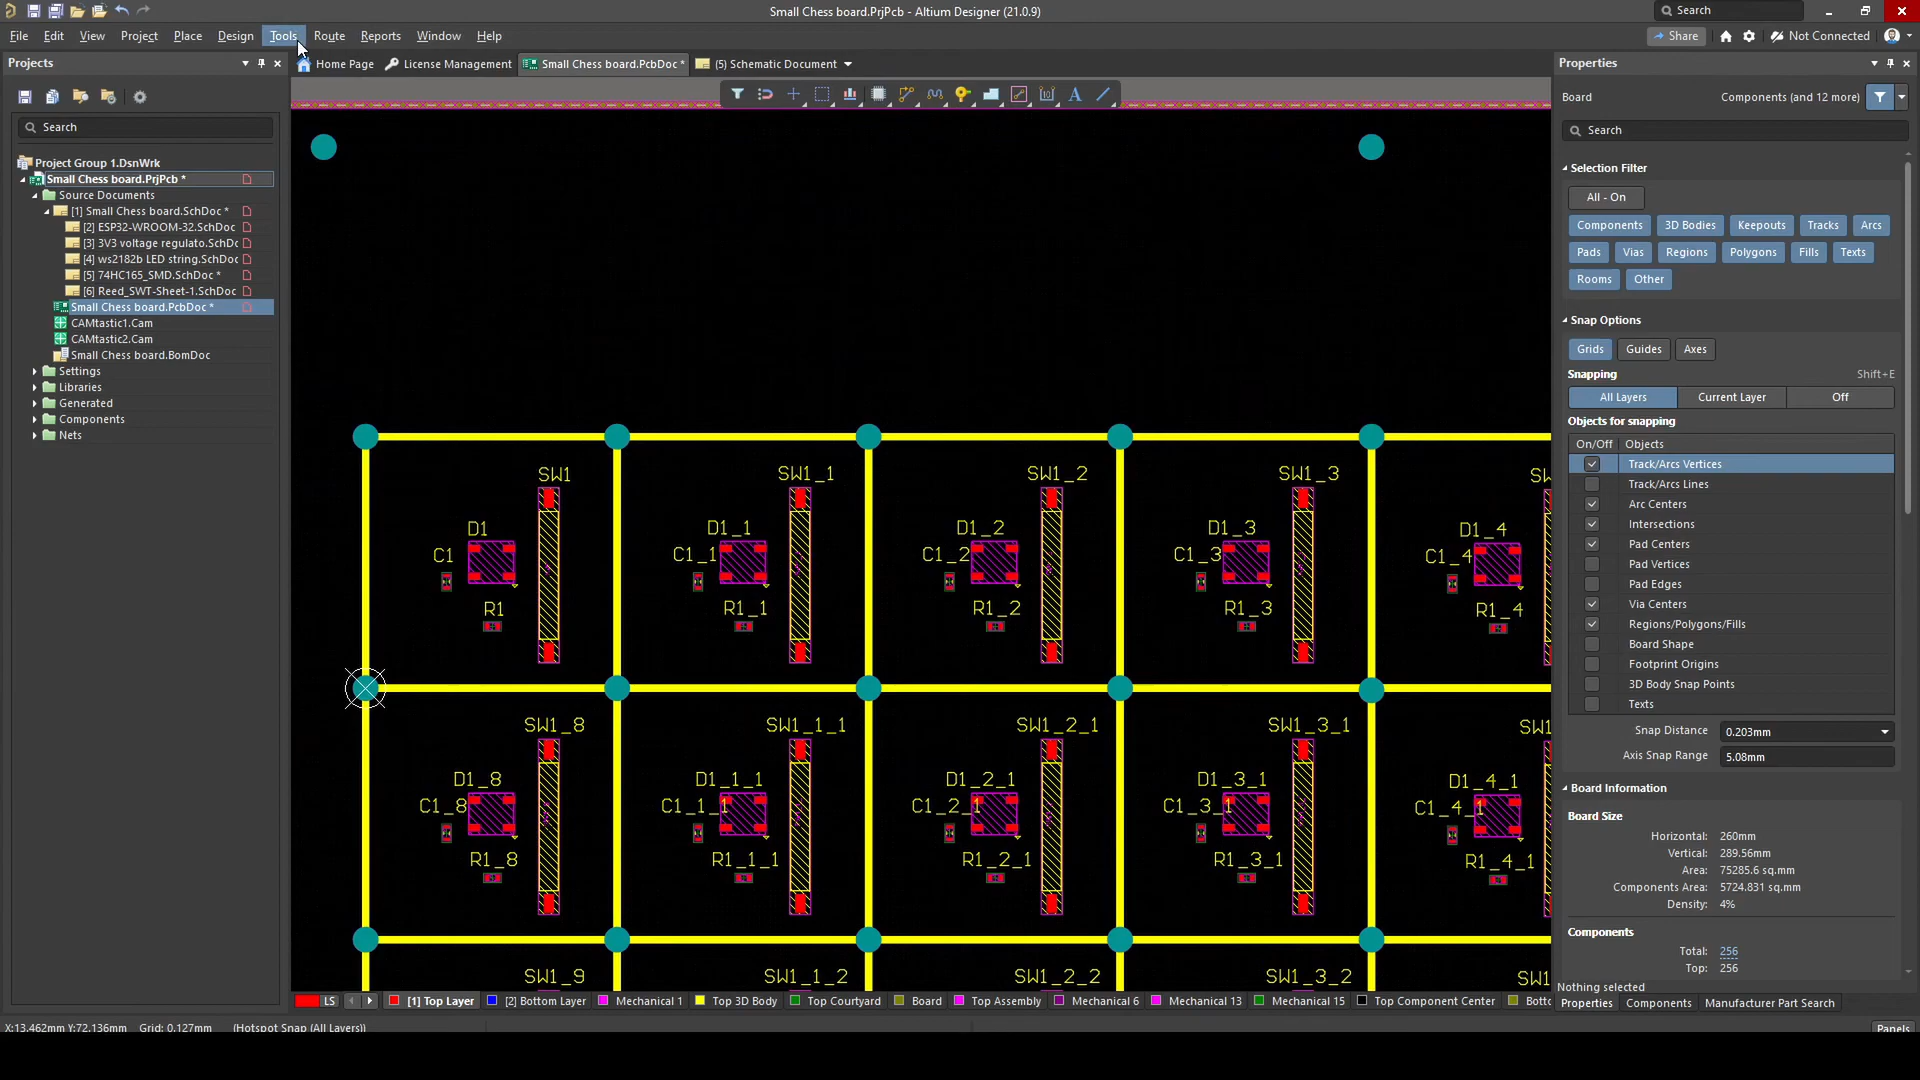 Small Chess board.PrjPcb - Altium Designer (21.0.9)
Search
File Edit View Project Place Design Tools Route Reports Window Help
Share
Not Connected
Projects
Home Page
License Management
Small Chess board.PcbDoc *
(5) Schematic Document
Properties
Board
Components (and 12 more)
Search
Search
Project Group 1.DsnWrk
Small Chess board.PrjPcb *
Source Documents
[1] Small Chess board.SchDoc *
[2] ESP32-WROOM-32.SchDoc
[3] 3V3 voltage regulato.SchDc
[4] ws2182b LED string.SchDoc
[5] 74HC165_SMD.SchDoc *
[6] Reed_SWT-Sheet-1.SchDoc
Small Chess board.PcbDoc *
CAMtastic1.Cam
CAMtastic2.Cam
Small Chess board.BomDoc
Settings
Libraries
Generated
Components
Nets
SW1 SW1_1 SW1_2 SW1_3 SW
D1 D1_1 D1_2 D1_3 D1_4
C1 C1_1 C1_2 C1_3 C1_4
R1 R1_1 R1_2 R1_3 R1_4
SW1_8 SW1_1_1 SW1_2_1 SW1_3_1 SW1
D1_8 D1_1_1 D1_2_1 D1_3_1 D1_4_1
C1_8 C1_1_1 C1_2_1 C1_3_1 C1_4_1
R1_8 R1_1_1 R1_2_1 R1_3_1 R1_4_1
SW1_9 SW1_1_2 SW1_2_2 SW1_3_2 SW1
Selection Filter
All - On
Components 3D Bodies Keepouts Tracks Arcs
Pads Vias Regions Polygons Fills Texts
Rooms Other
Snap Options
Grids Guides Axes
Snapping Shift+E
All Layers Current Layer Off
Objects for snapping
On/Off Objects
Track/Arcs Vertices
Track/Arcs Lines
Arc Centers
Intersections
Pad Centers
Pad Vertices
Pad Edges
Via Centers
Regions/Polygons/Fills
Board Shape
Footprint Origins
3D Body Snap Points
Texts
Snap Distance 0.203mm
Axis Snap Range 5.08mm
Board Information
Board Size
Horizontal: 260mm
Vertical: 289.56mm
Area: 75285.6 sq.mm
Components Area: 5724.831 sq.mm
Density: 4%
Components
Total: 256
Top: 256
Nothing selected
LS [1] Top Layer [2] Bottom Layer Mechanical 1 Top 3D Body Top Courtyard Board Top Assembly Mechanical 6 Mechanical 13 Mechanical 15 Top Component Center Botto
Properties Components Manufacturer Part Search
X:13.462mm Y:72.136mm Grid: 0.127mm (Hotspot Snap (All Layers))
Panels